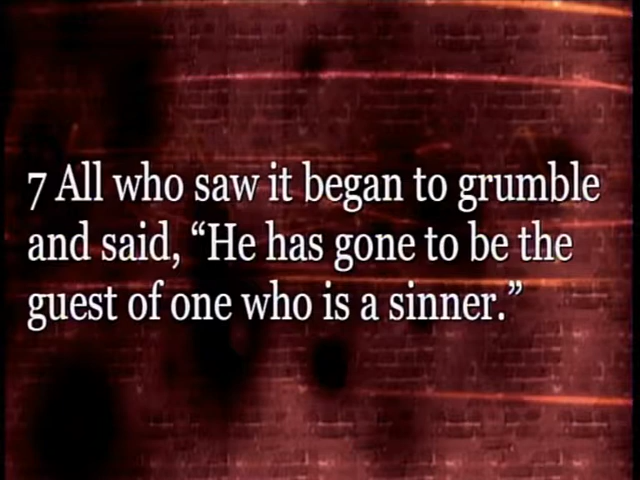 7 All who saw it began to grumble
and said, “He has gone to be the
guest of one who is a sinner.”